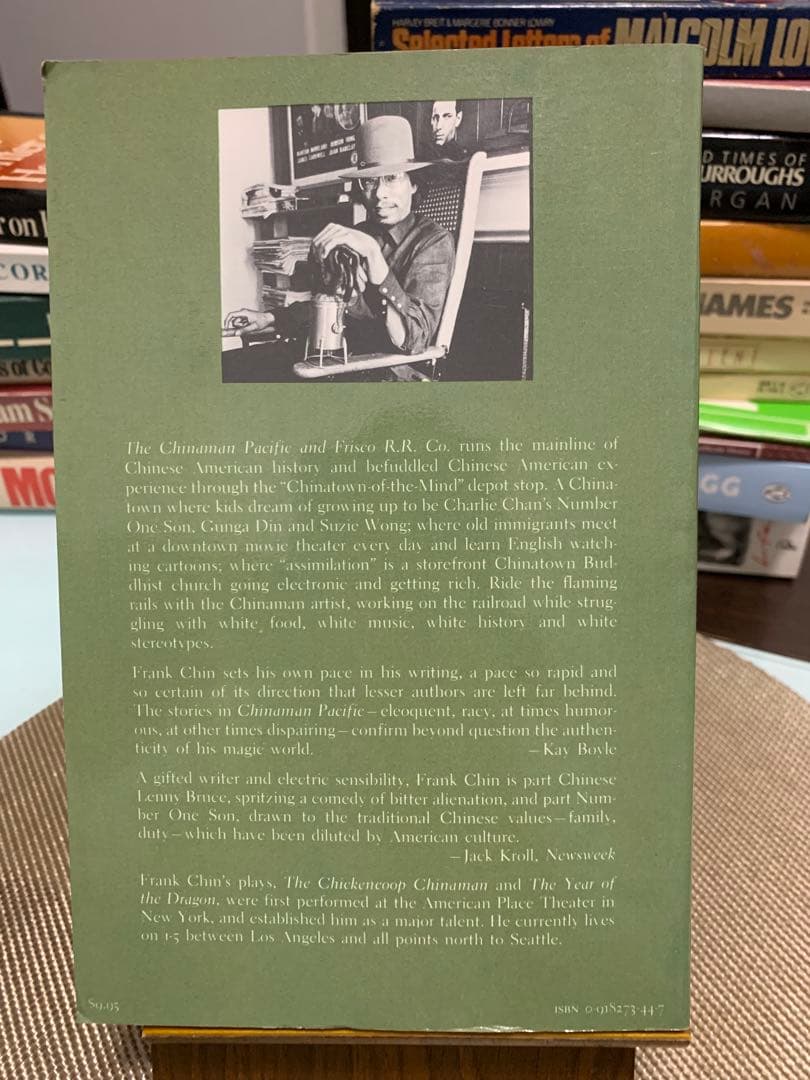 HARVEY BREIT & MARGERIE BONNER LOWRY
Selected Letters of MALCOLM LO
D TIMES OF
URROUGHS
RGAN
AMES
GG
COR
s of Co
am S
MO
The Chinaman Pacific and Frisco R.R. Co. runs the mainline of
Chinese American history and befuddled Chinese American ex-
perience through the “Chinatown-of-the-Mind” depot stop. A China-
town where kids dream of growing up to be Charlie Chan’s Number
One Son, Gunga Din and Suzie Wong; where old immigrants meet
at a downtown movie theater every day and learn English watch-
ing cartoons; where “assimilation” is a storefront Chinatown Bud-
dhist church going electronic and getting rich. Ride the flaming
rails with the Chinaman artist, working on the railroad while strug-
gling with white food, white music, white history and white
stereotypes.
Frank Chin sets his own pace in his writing, a pace so rapid and
so certain of its direction that lesser authors are left far behind.
The stories in Chinaman Pacific—eleoquent, racy, at times humor-
ous, at other times dispairing—confirm beyond question the authen-
ticity of his magic world. —Kay Boyle
A gifted writer and electric sensibility, Frank Chin is part Chinese
Lenny Bruce, spritzing a comedy of bitter alienation, and part Num-
ber One Son, drawn to the traditional Chinese values—family,
duty—which have been diluted by American culture.
—Jack Kroll, Newsweek
Frank Chin’s plays, The Chickencoop Chinaman and The Year of
the Dragon, were first performed at the American Place Theater in
New York, and established him as a major talent. He currently lives
on 1-5 between Los Angeles and all points north to Seattle.
$9.95
ISBN 0-918273-44-7